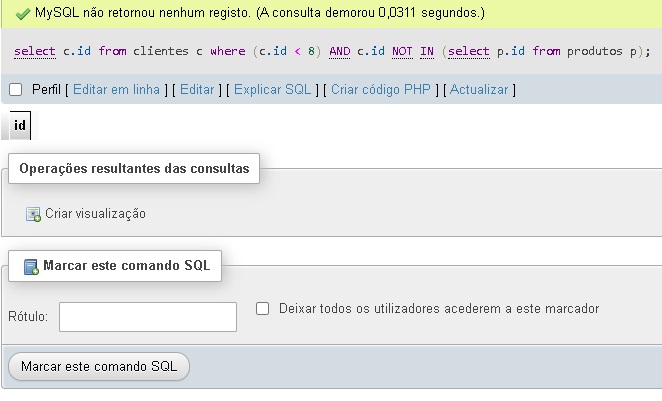 MySQL não retornou nenhum registo. (A consulta demorou 0,0311 segundos.)
select c.id from clientes c where (c.id < 8) AND c.id NOT IN (select p.id from produtos p);
Perfil [ Editar em linha ] [ Editar ] [ Explicar SQL ] [ Criar código PHP ] [ Actualizar ]
id
Operações resultantes das consultas
Criar visualização
Marcar este comando SQL
Rótulo:
Deixar todos os utilizadores acederem a este marcador
Marcar este comando SQL